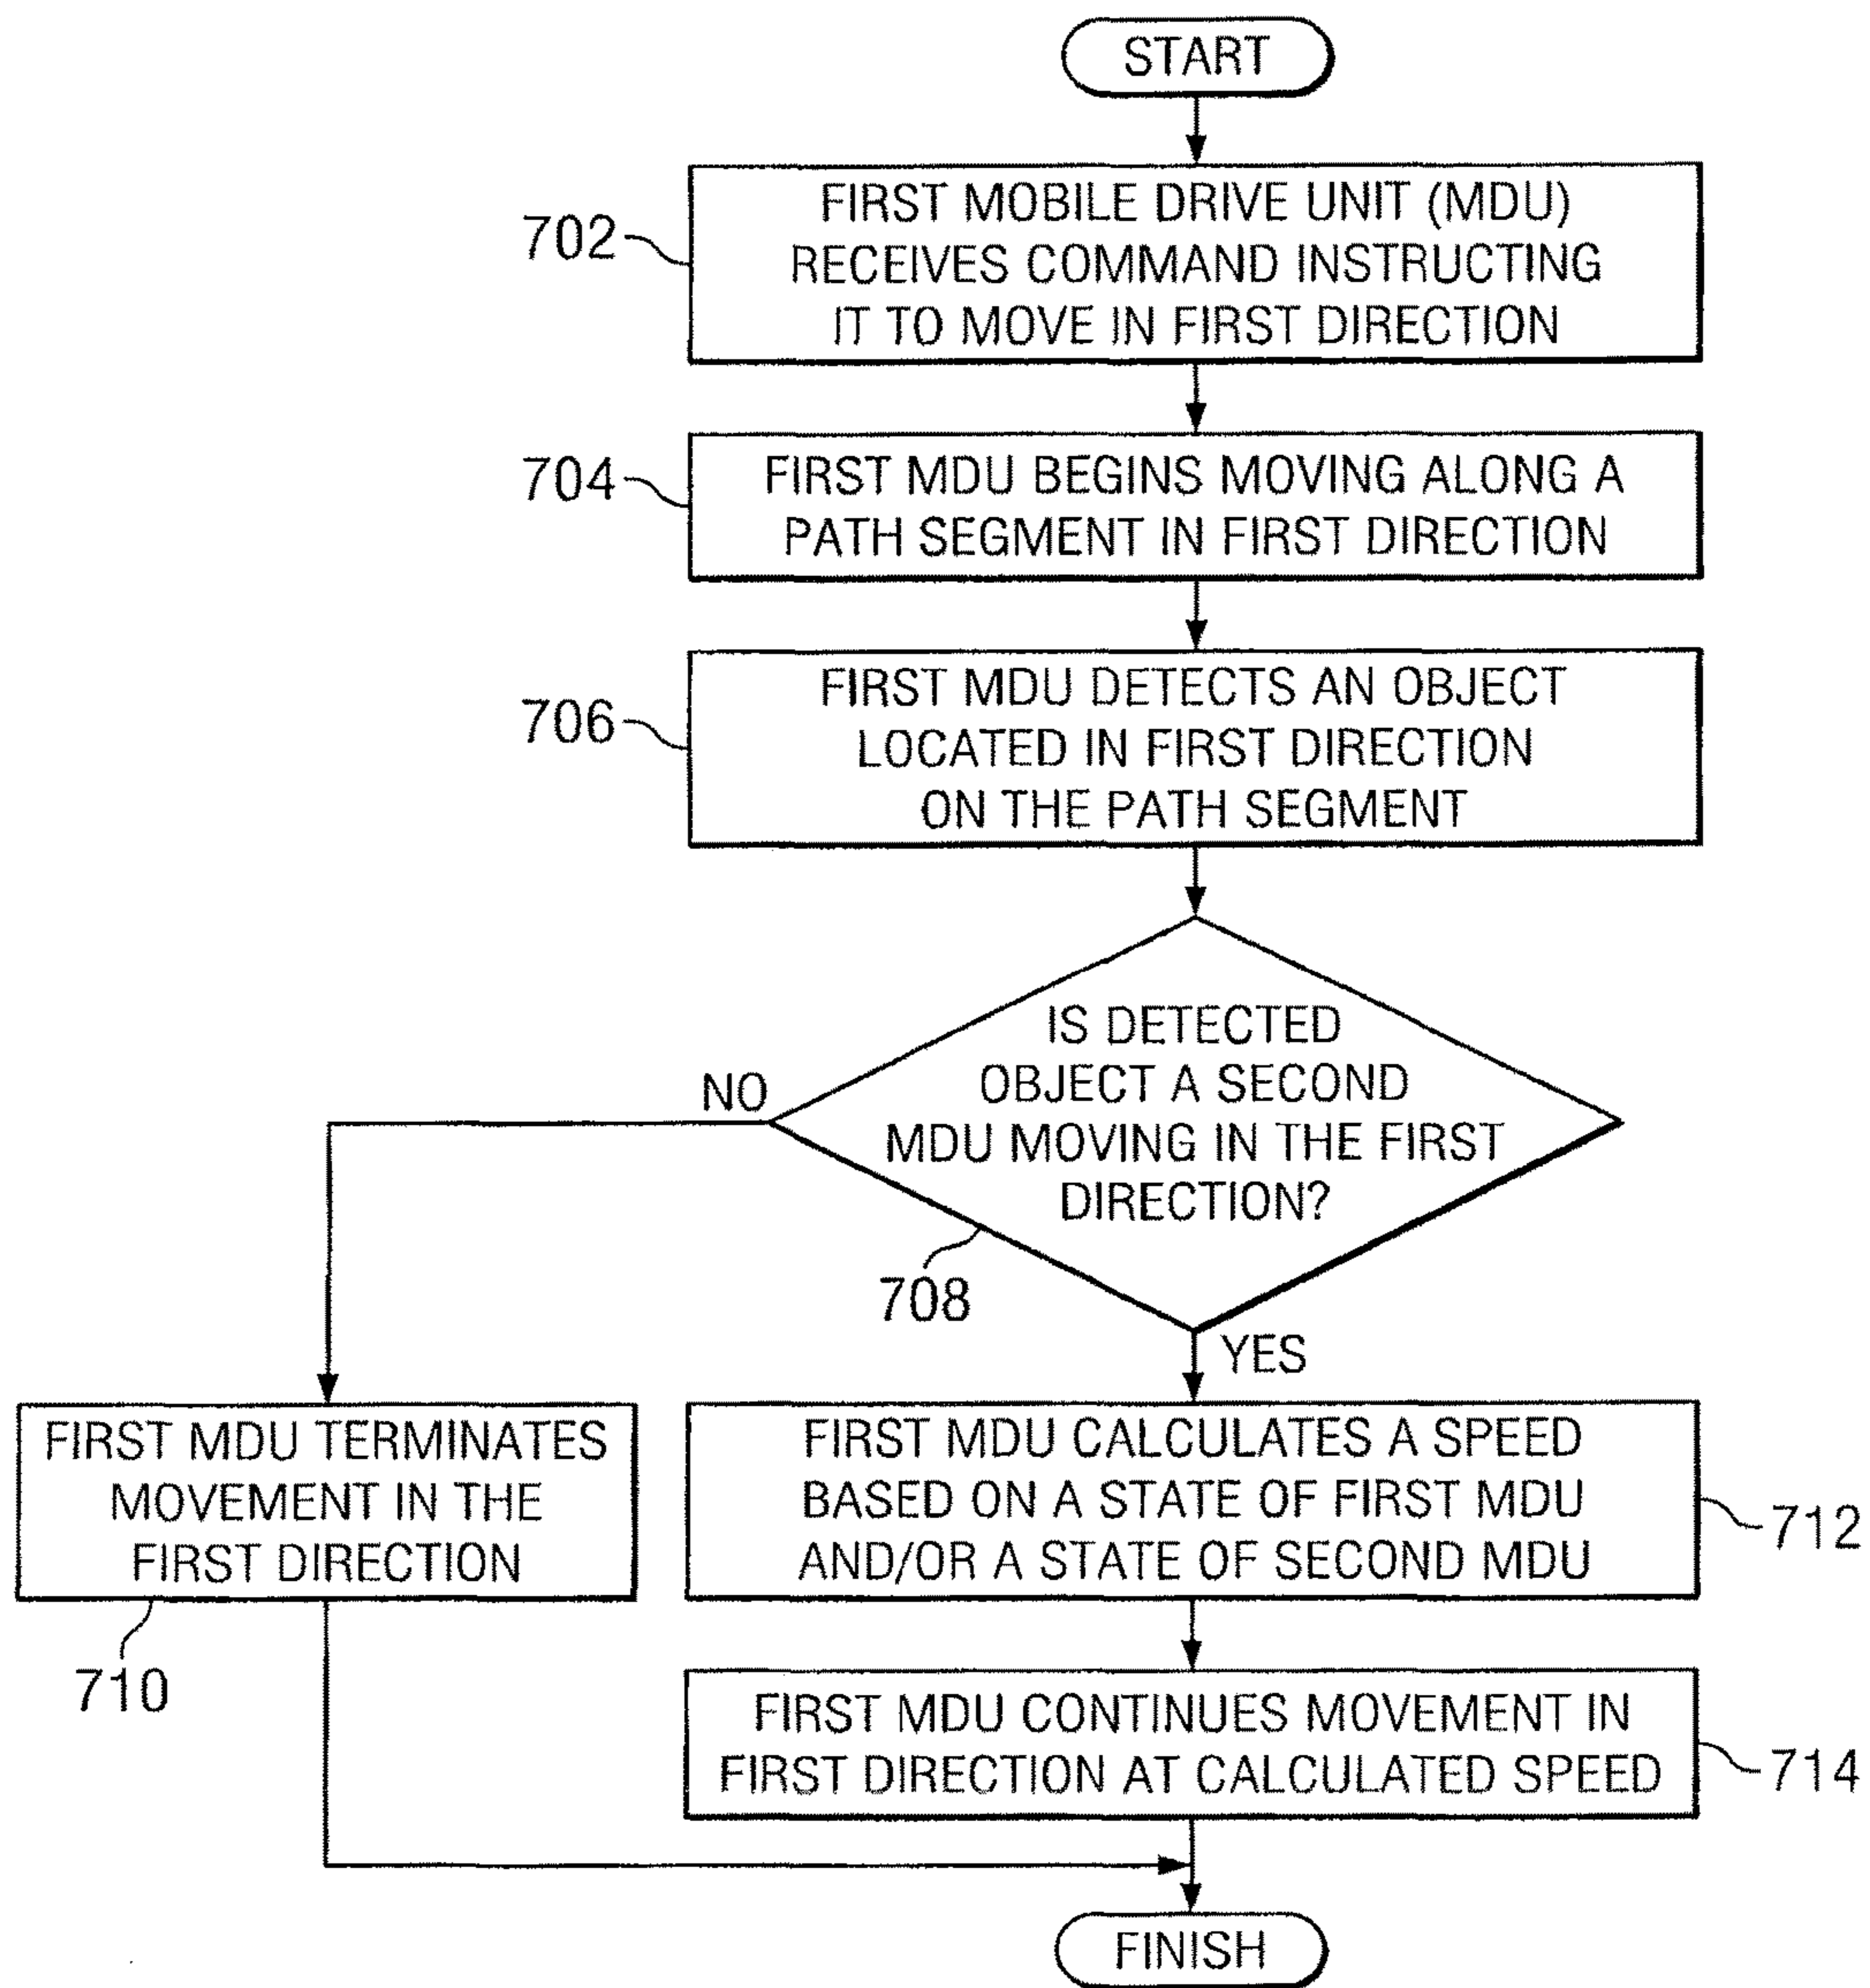 START
702
FIRST MOBILE DRIVE UNIT (MDU)
RECEIVES COMMAND INSTRUCTING
IT TO MOVE IN FIRST DIRECTION
704
FIRST MDU BEGINS MOVING ALONG A
PATH SEGMENT IN FIRST DIRECTION
706
FIRST MDU DETECTS AN OBJECT
LOCATED IN FIRST DIRECTION
ON THE PATH SEGMENT
IS DETECTED
OBJECT A SECOND
MDU MOVING IN THE FIRST
DIRECTION?
NO
708
YES
FIRST MDU TERMINATES
MOVEMENT IN THE
FIRST DIRECTION
710
FIRST MDU CALCULATES A SPEED
BASED ON A STATE OF FIRST MDU
AND/OR A STATE OF SECOND MDU
712
FIRST MDU CONTINUES MOVEMENT IN
FIRST DIRECTION AT CALCULATED SPEED
714
FINISH